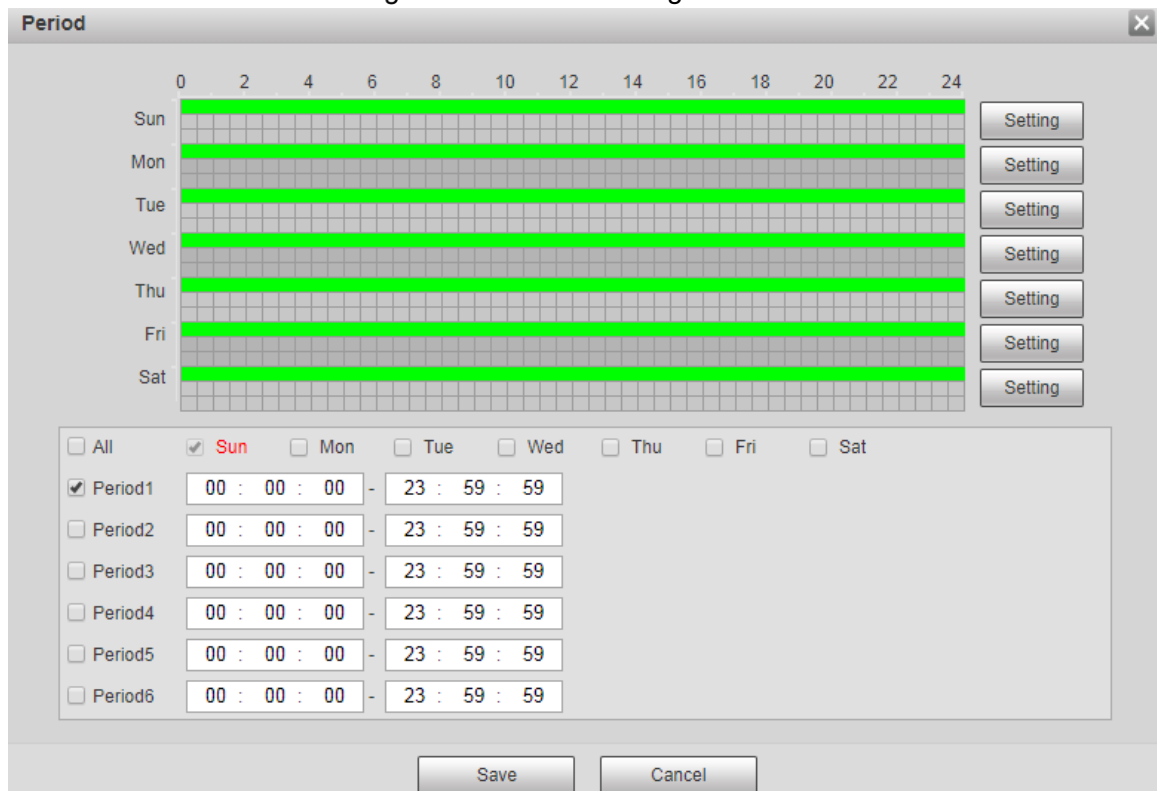 Period
0 2 4 6 8 10 12 14 16 18 20 22 24
Sun Setting
Mon Setting
Tue Setting
Wed Setting
Thu Setting
Fri Setting
Sat Setting
All Sun Mon Tue Wed Thu Fri Sat
Period1 00 : 00 : 00 - 23 : 59 : 59
Period2 00 : 00 : 00 - 23 : 59 : 59
Period3 00 : 00 : 00 - 23 : 59 : 59
Period4 00 : 00 : 00 - 23 : 59 : 59
Period5 00 : 00 : 00 - 23 : 59 : 59
Period6 00 : 00 : 00 - 23 : 59 : 59
Save Cancel